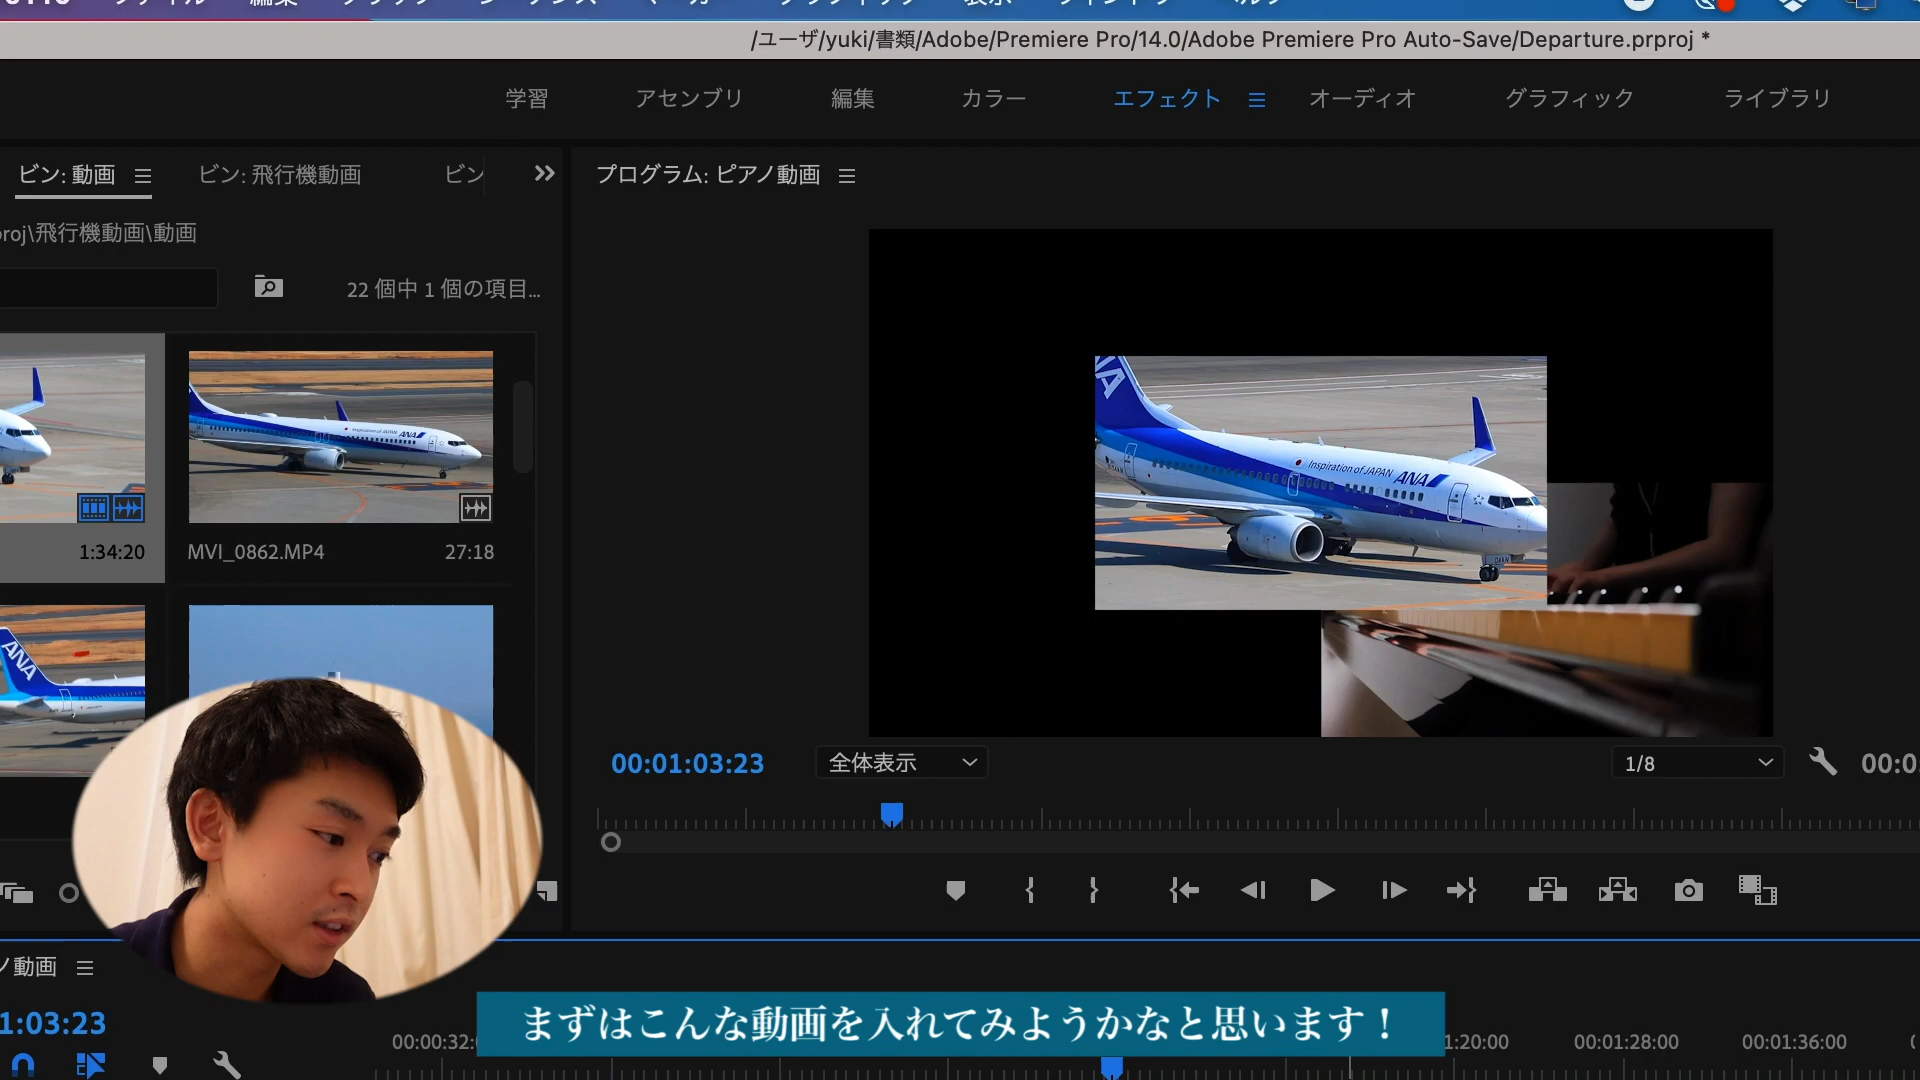 /ユーザ/yuki/書類/Adobe/Premiere Pro/14.0/Adobe Premiere Pro Auto-Save/Departure.prproj *
学習 アセンブリ 編集 カラー エフェクト オーディオ グラフィック ライブラリ
ビン: 動画 ビン: 飛行機動画 ビン
プログラム: ピアノ動画
roj\飛行機動画\動画
22 個中 1 個の項目...
Inspiration of JAPAN ANA
1:34:20
MVI_0862.MP4 27:18
ANA
00:01:03:23 全体表示 1/8 00:0
ノ動画
まずはこんな動画を入れてみようかなと思います！
1:03:23
00:00:32: 1:20:00 00:01:28:00 00:01:36:00